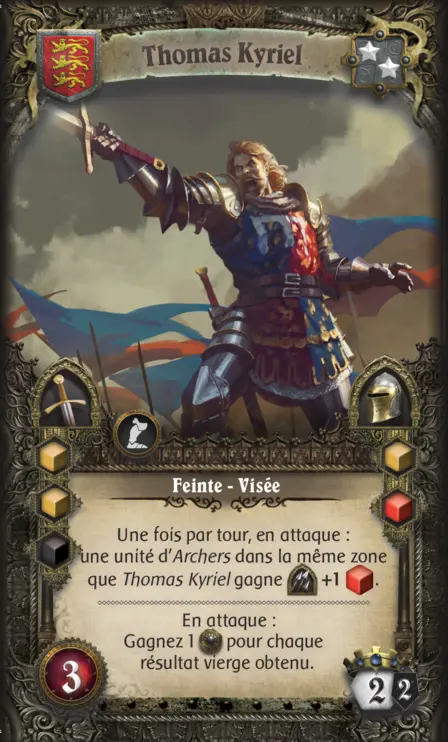 Thomas Kyriel
Feinte - Visée
Une fois par tour, en attaque :
une unité d'Archers dans la même zone
que Thomas Kyriel gagne +1 .
En attaque :
Gagnez 1 pour chaque
résultat vierge obtenu.
3
2 2